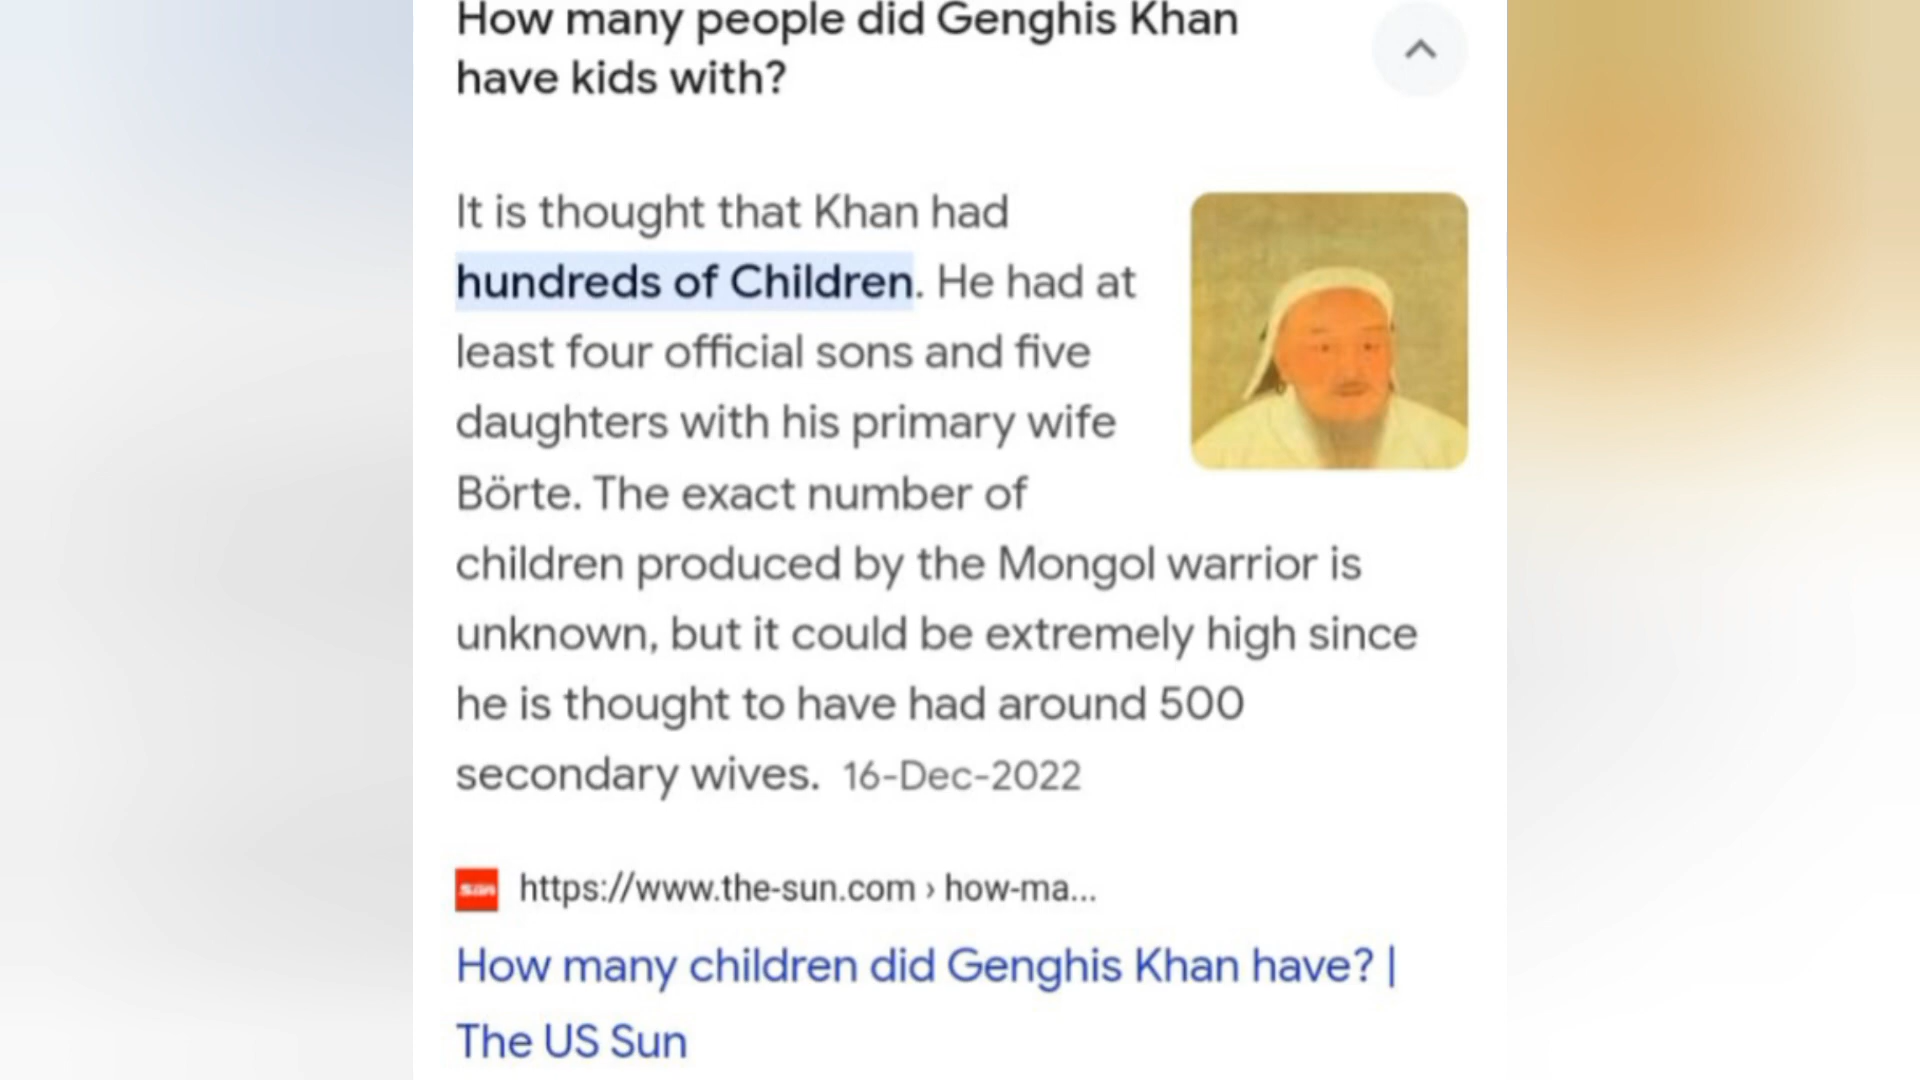 How many people did Genghis Khan
have kids with?
It is thought that Khan had
hundreds of Children. He had at
least four official sons and five
daughters with his primary wife
Börte. The exact number of
children produced by the Mongol warrior is
unknown, but it could be extremely high since
he is thought to have had around 500
secondary wives. 16-Dec-2022
Sun https://www.the-sun.com › how-ma...
How many children did Genghis Khan have? |
The US Sun